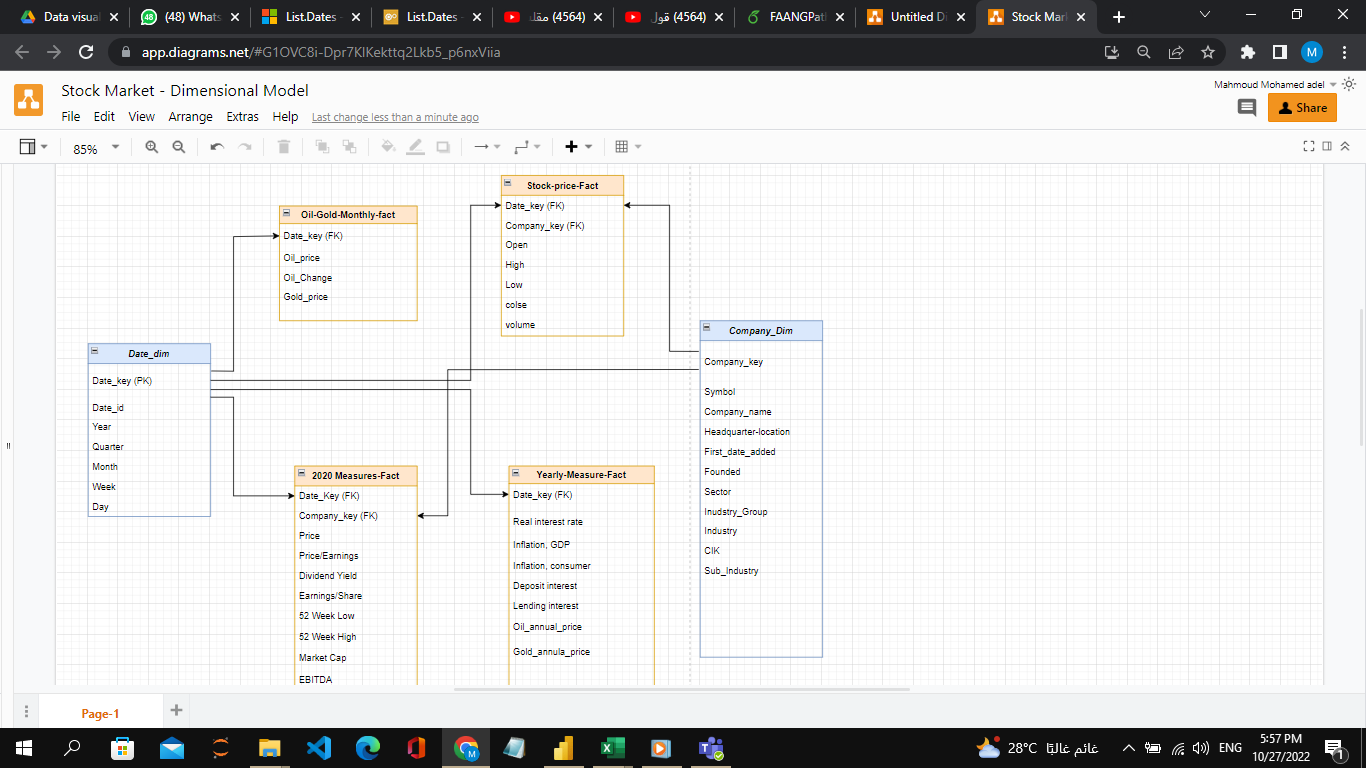 Data visual
(48) Whats
List.Dates -
List.Dates -
(4564) مقد
(4564) قول
FAANGPat
Untitled Di
Stock Mar
app.diagrams.net/#G1OVC8i-Dpr7KlKekttq2Lkb5_p6nxViia
M
Stock Market - Dimensional Model
Mahmoud Mohamed adel
File Edit View Arrange Extras Help Last change less than a minute ago
Share
85%
Oil-Gold-Monthly-fact
Date_key (FK)
Oil_price
Oil_Change
Gold_price
Stock-price-Fact
Date_key (FK)
Company_key (FK)
Open
High
Low
colse
volume
Date_dim
Date_key (PK)
Date_id
Year
Quarter
Month
Week
Day
Company_Dim
Company_key
Symbol
Company_name
Headquarter-location
First_date_added
Founded
Sector
Inudstry_Group
Industry
CIK
Sub_Industry
2020 Measures-Fact
Date_Key (FK)
Company_key (FK)
Price
Price/Earnings
Dividend Yield
Earnings/Share
52 Week Low
52 Week High
Market Cap
EBITDA
Yearly-Measure-Fact
Date_key (FK)
Real interest rate
Inflation, GDP
Inflation, consumer
Deposit interest
Lending interest
Oil_annual_price
Gold_annula_price
Page-1
28°C غائم غالبًا
ENG
5:57 PM
10/27/2022
1